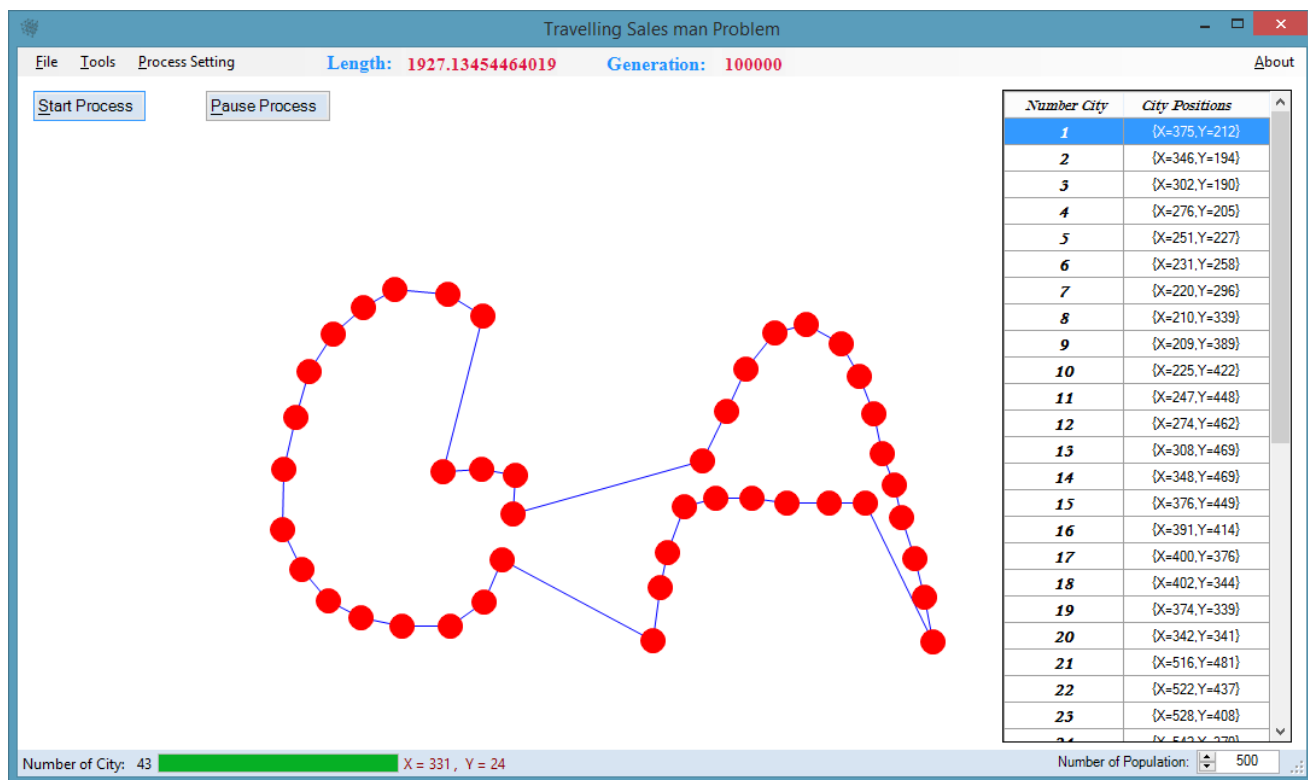 Travelling Sales man Problem
File Tools Process Setting Length: 1927.13454464019 Generation: 100000 About
Start Process Pause Process
Number City City Positions
1 {X=375,Y=212}
2 {X=346,Y=194}
3 {X=302,Y=190}
4 {X=276,Y=205}
5 {X=251,Y=227}
6 {X=231,Y=258}
7 {X=220,Y=296}
8 {X=210,Y=339}
9 {X=209,Y=389}
10 {X=225,Y=422}
11 {X=247,Y=448}
12 {X=274,Y=462}
13 {X=308,Y=469}
14 {X=348,Y=469}
15 {X=376,Y=449}
16 {X=391,Y=414}
17 {X=400,Y=376}
18 {X=402,Y=344}
19 {X=374,Y=339}
20 {X=342,Y=341}
21 {X=516,Y=481}
22 {X=522,Y=437}
23 {X=528,Y=408}
Number of City: 43 X = 331 , Y = 24 Number of Population: 500